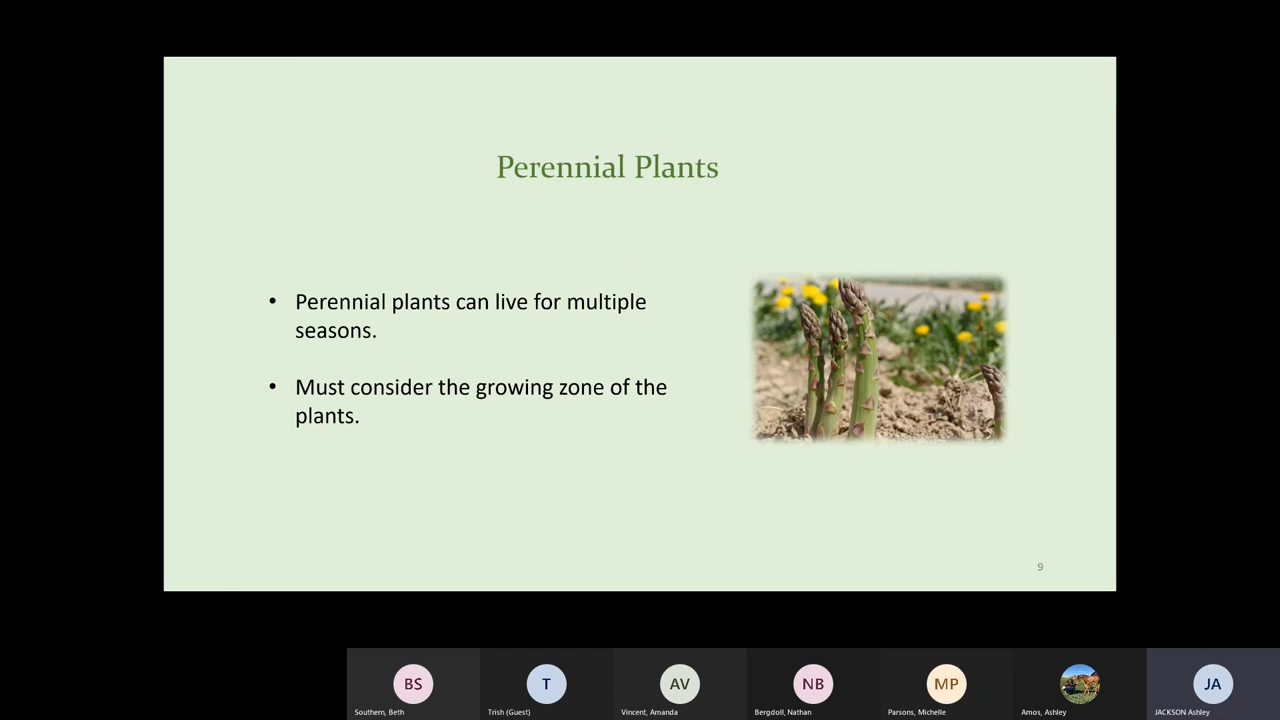 Perennial Plants
• Perennial plants can live for multiple
seasons.
• Must consider the growing zone of the
plants.
9
BS
T
AV
NB
MP
JA
Southern, Beth
Trish (Guest)
Vincent, Amanda
Bergdoll, Nathan
Parsons, Michelle
Amos, Ashley
JACKSON Ashley